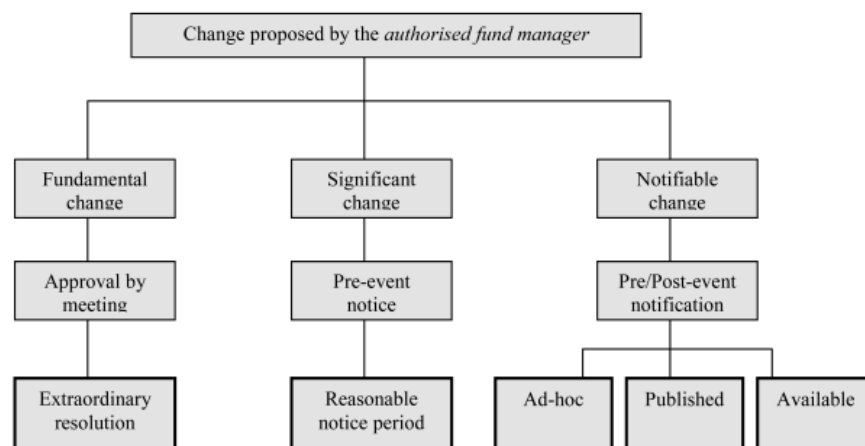 Change proposed by the authorised fund manager
Fundamental
change
Significant
change
Notifiable
change
Approval by
meeting
Pre-event
notice
Pre/Post-event
notification
Extraordinary
resolution
Reasonable
notice period
Ad-hoc
Published
Available